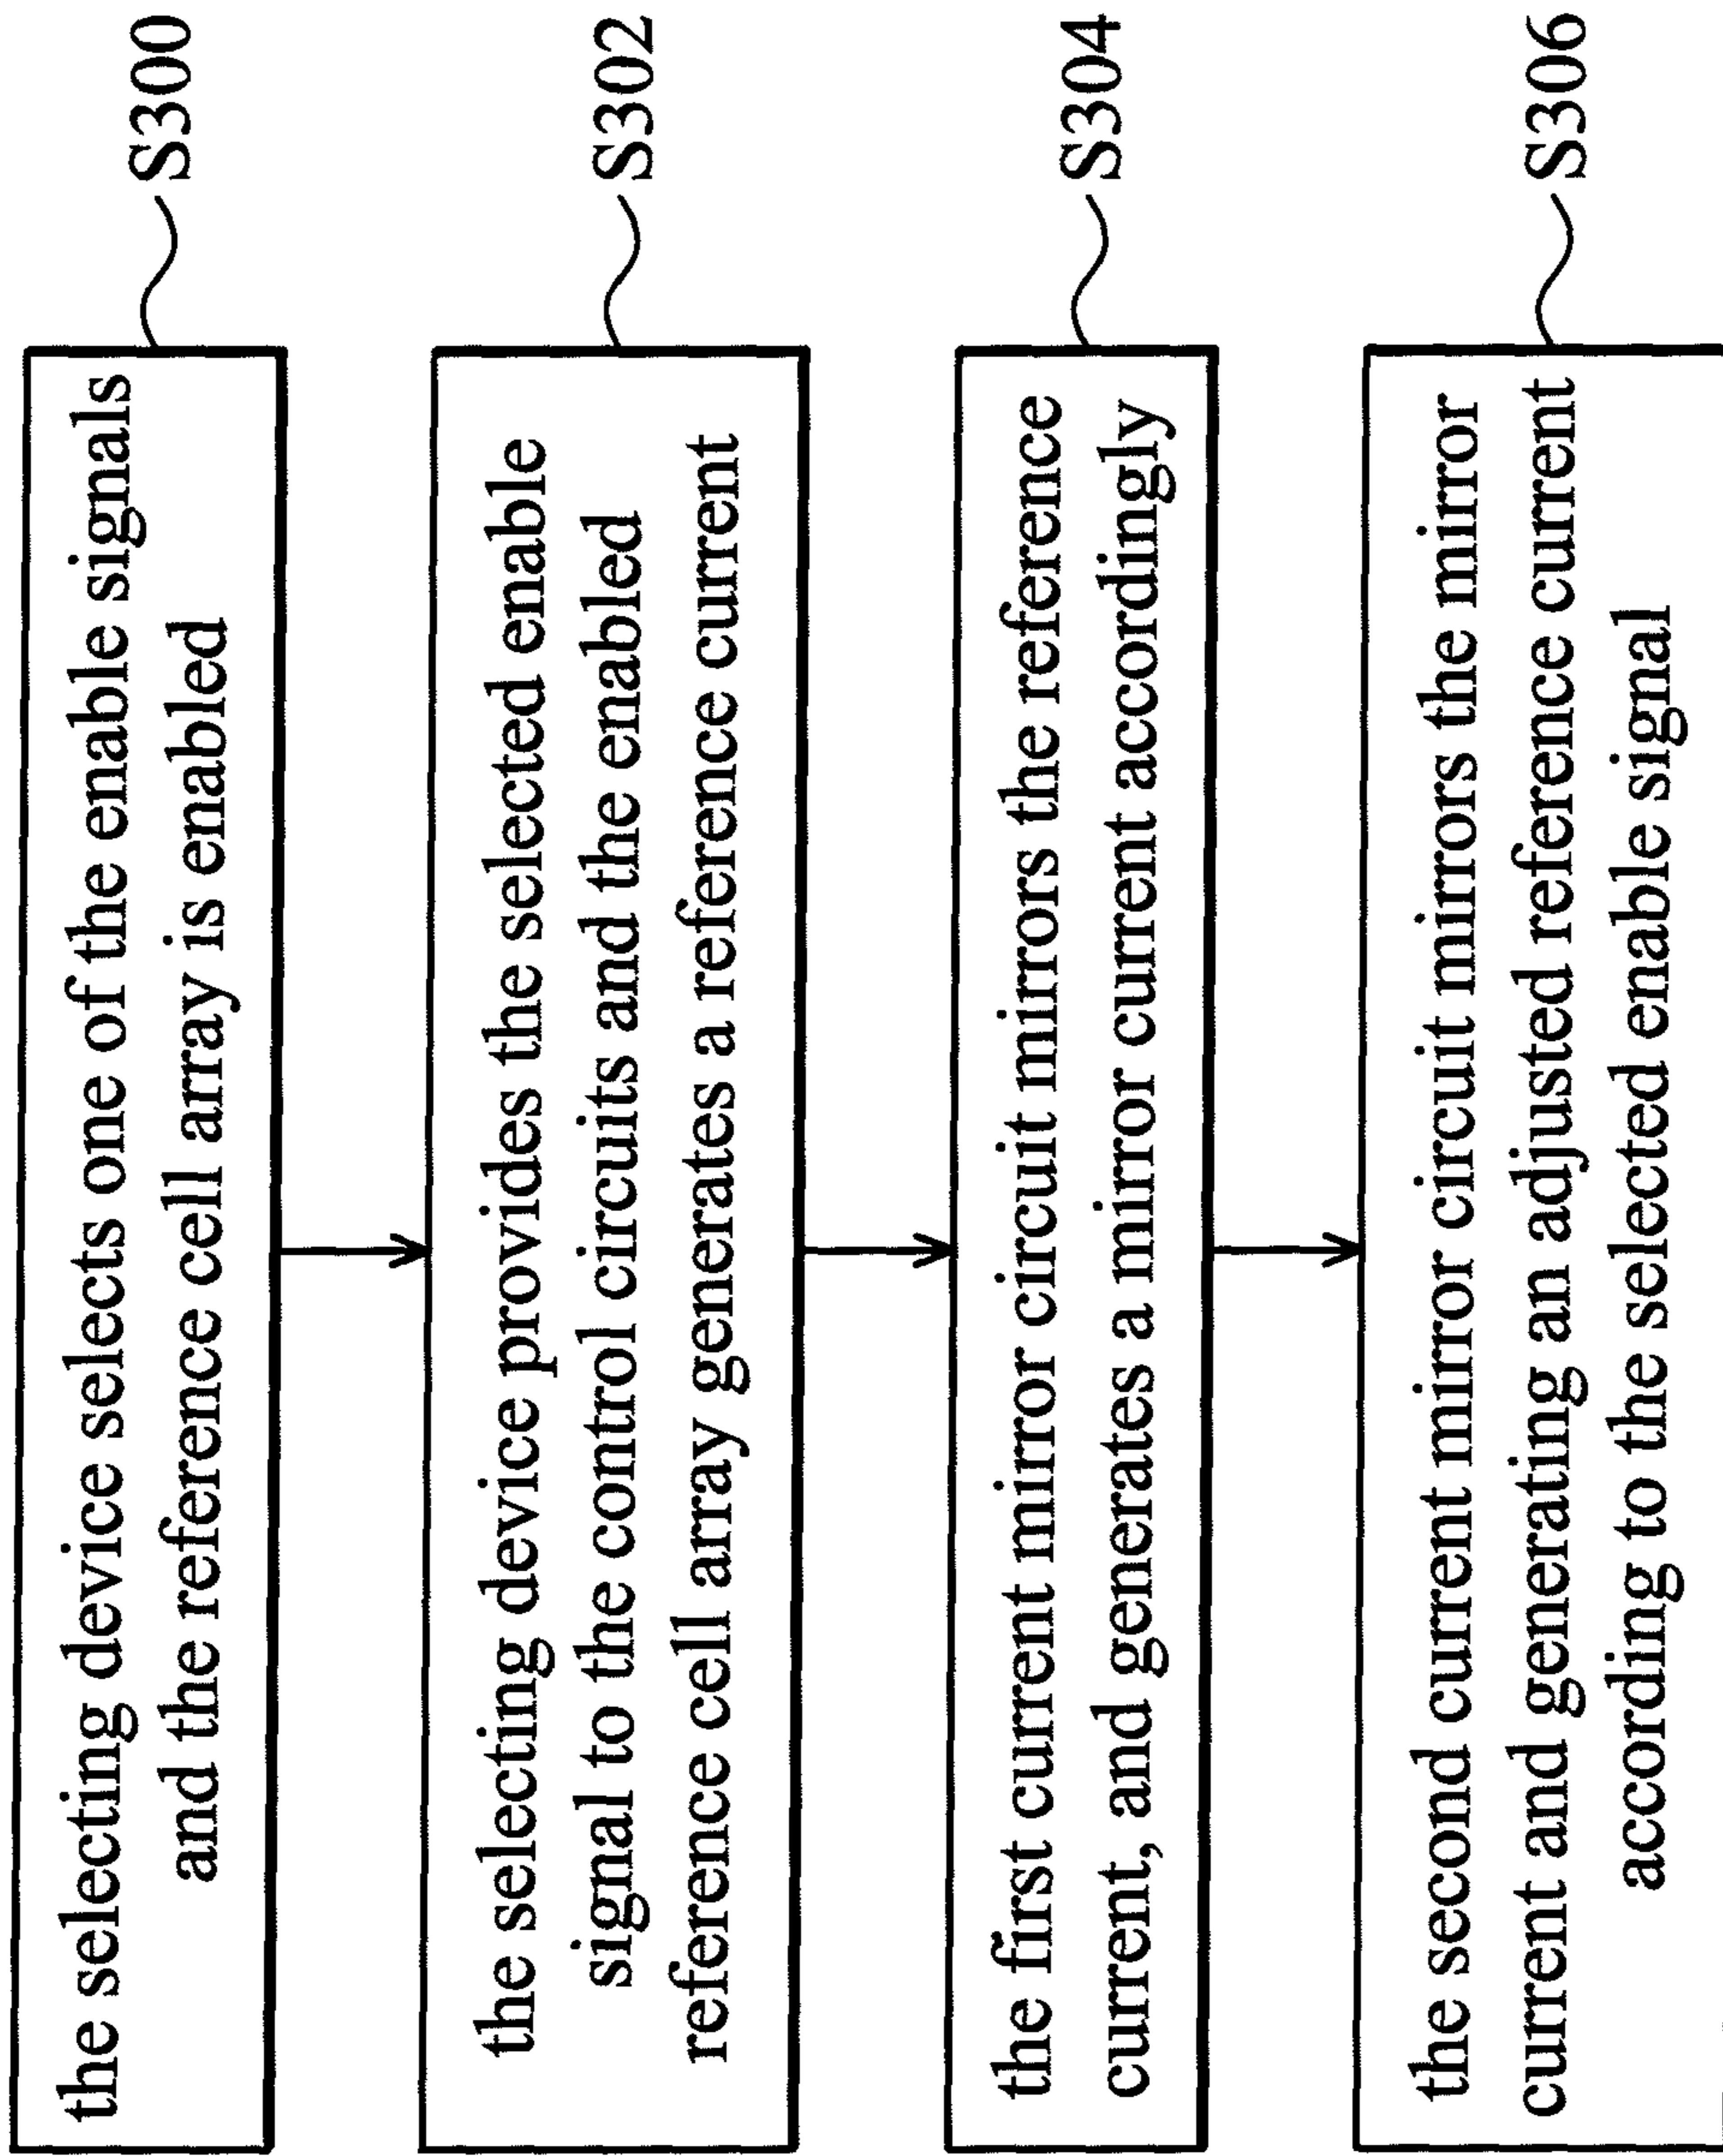 the selecting device selects one of the enable signals
and the reference cell array is enabled
S300
the selecting device provides the selected enable
signal to the control circuits and the enabled
reference cell array generates a reference current
S302
the first current mirror circuit mirrors the reference
current, and generates a mirror current accordingly
S304
the second current mirror circuit mirrors the mirror
current and generating an adjusted reference current
according to the selected enable signal
S306